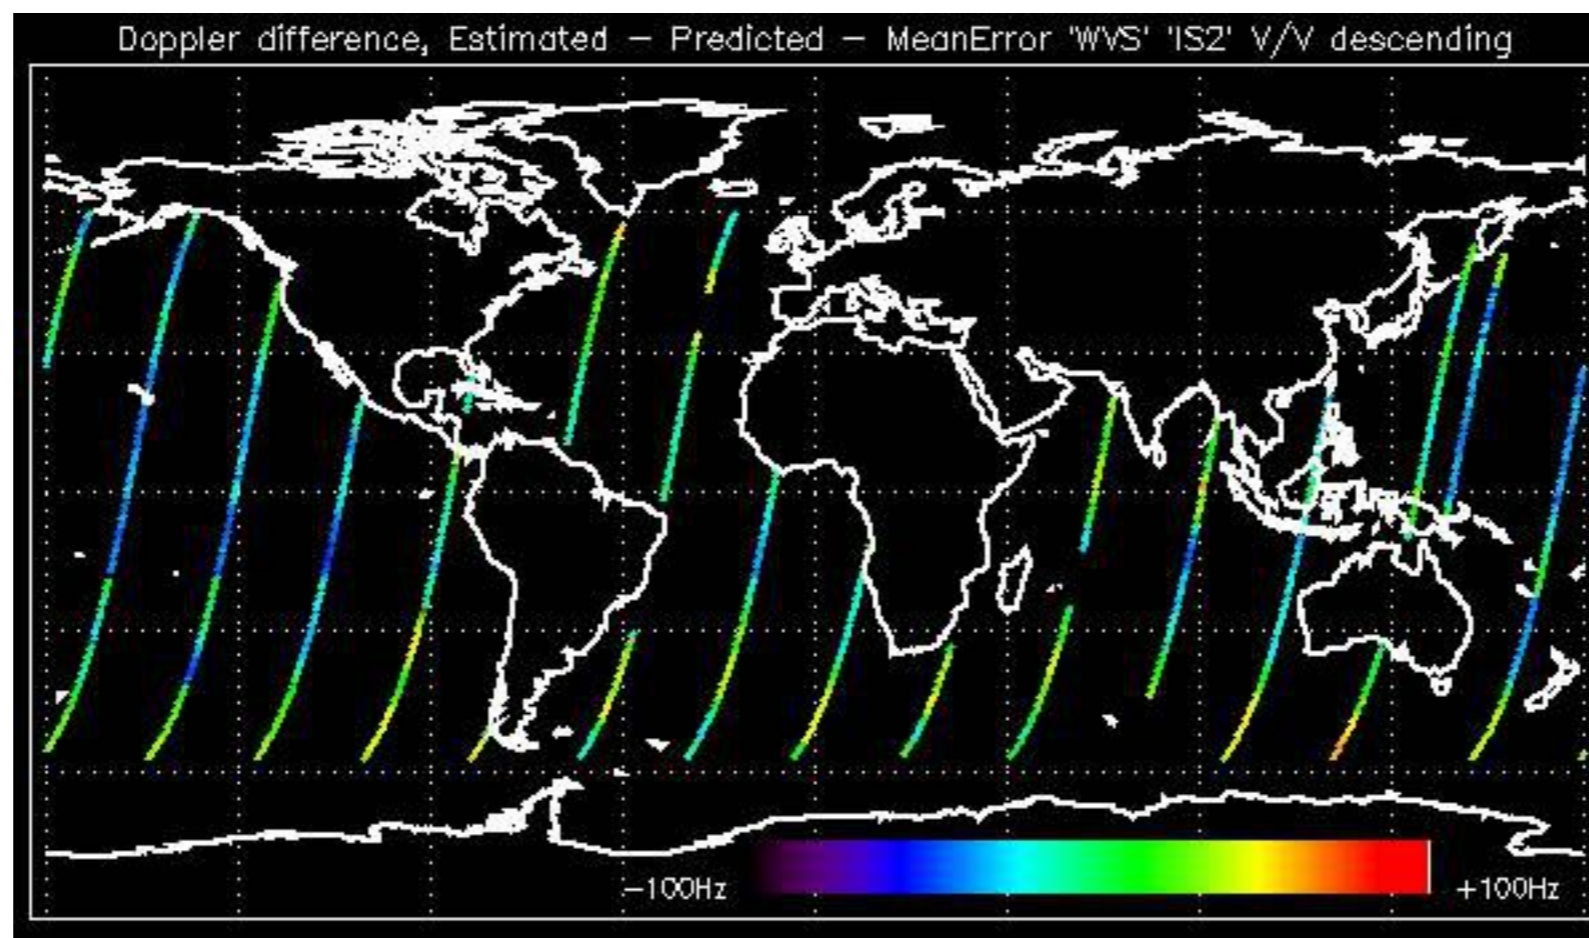 Doppler difference, Estimated – Predicted – MeanError 'WVS' 'IS2' V/V descending
–100Hz
+100Hz